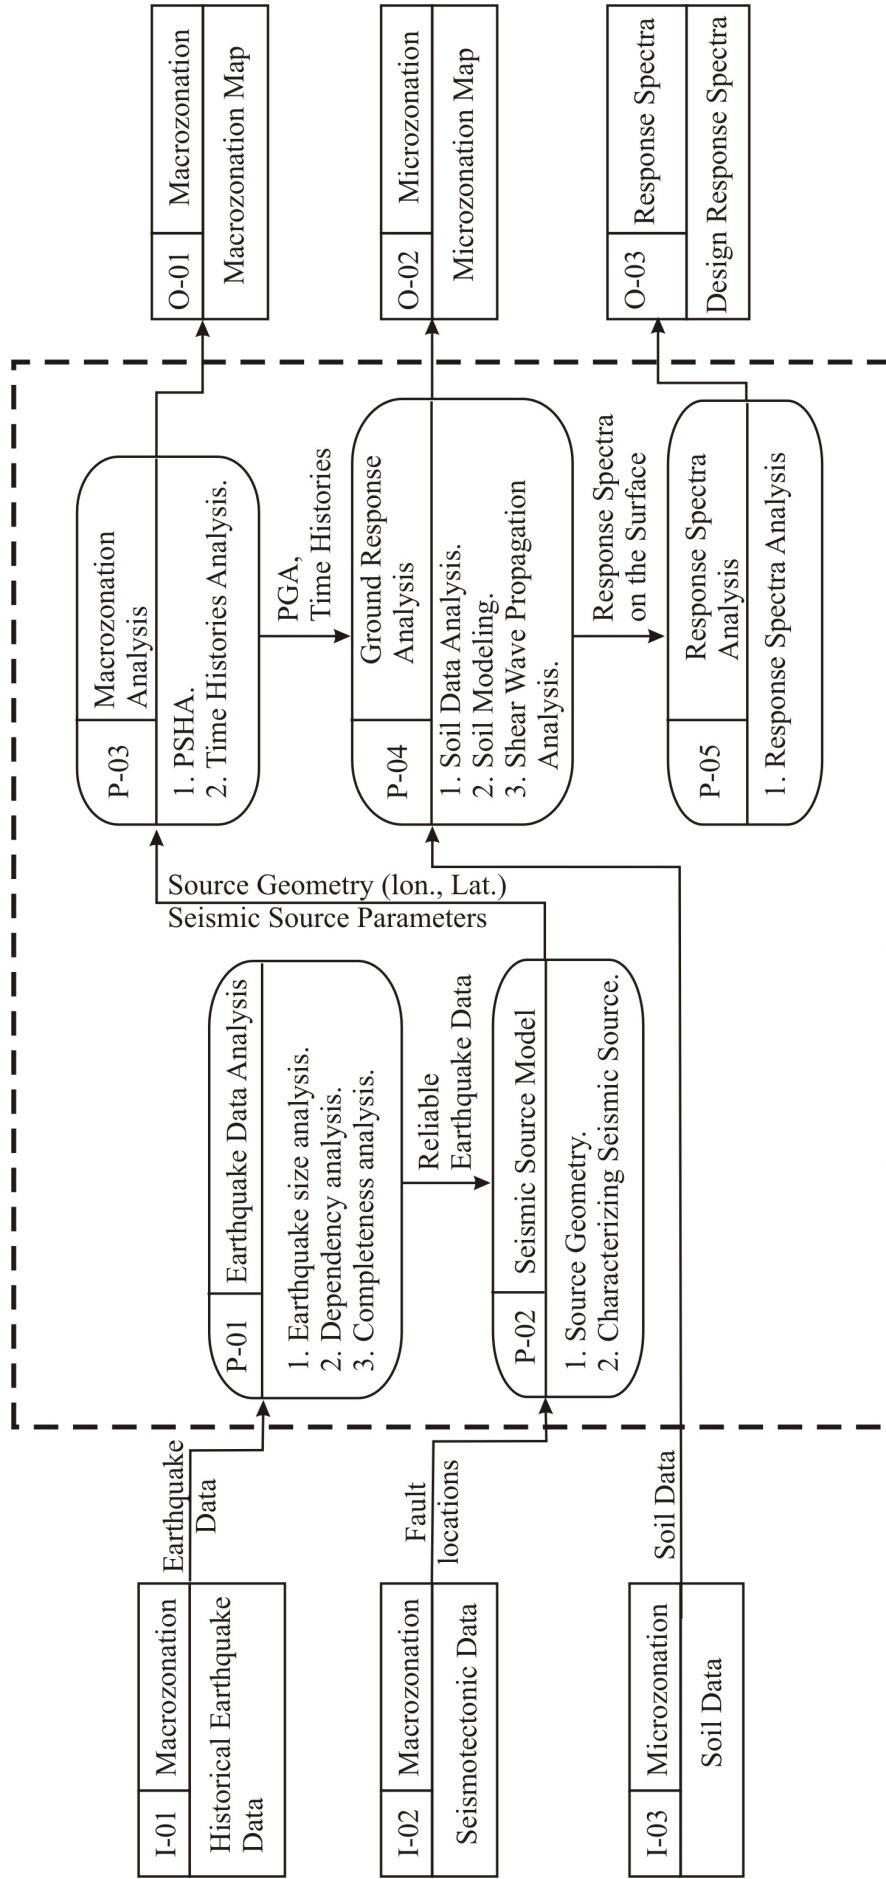 I-01
Macrozonation
Historical Earthquake
Data
I-02
Macrozonation
Seismotectonic Data
I-03
Microzonation
Soil Data
Earthquake
Data
Fault
locations
Soil Data
P-01
Earthquake Data Analysis
1. Earthquake size analysis.
2. Dependency analysis.
3. Completeness analysis.
Reliable
Earthquake Data
P-02
Seismic Source Model
1. Source Geometry.
2. Characterizing Seismic Source.
Source Geometry (lon., Lat.)
Seismic Source Parameters
P-03
Macrozonation
Analysis
1. PSHA.
2. Time Histories Analysis.
PGA,
Time Histories
P-04
Ground Response
Analysis
1. Soil Data Analysis.
2. Soil Modeling.
3. Shear Wave Propagation
Analysis.
Response Spectra
on the Surface
P-05
Response Spectra
Analysis
1. Response Spectra Analysis
O-01
Macrozonation
Macrozonation Map
O-02
Microzonation
Microzonation Map
O-03
Response Spectra
Design Response Spectra